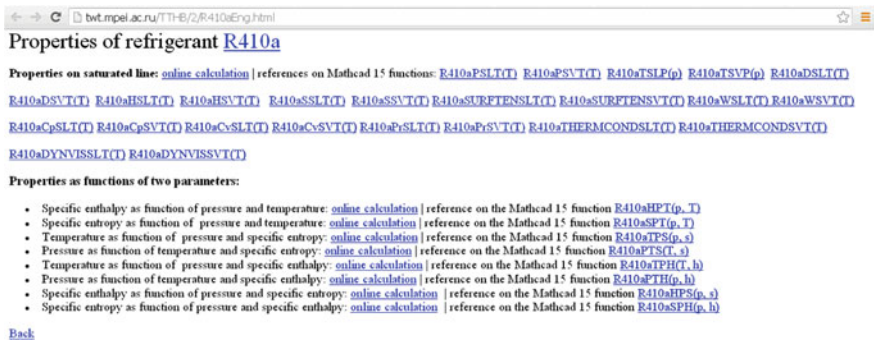 twt.mpei.ac.ru/TTHB/2/R410aEng.html
Properties of refrigerant R410a
Properties on saturated line: online calculation | references on Mathcad 15 functions: R410aPSLT(T) R410aPSVT(T) R410aTSLP(p) R410aTSVP(p) R410aDSLT(T)
R410aDSVT(T) R410aHSLT(T) R410aHSVT(T) R410aSSLT(T) R410aSSVT(T) R410aSURFTENSLT(T) R410aSURFTENSVT(T) R410aWSLT(T) R410aWSVT(T)
R410aCpSLT(T) R410aCpSVT(T) R410aCvSLT(T) R410aCvSVT(T) R410aPrSLT(T) R410aPrSVT(T) R410aTHERMCONDSLT(T) R410aTHERMCONDSVT(T)
R410aDYNVISSLT(T) R410aDYNVISSVT(T)
Properties as functions of two parameters:
• Specific enthalpy as function of pressure and temperature: online calculation | reference on the Mathcad 15 function R410aHPT(p, T)
• Specific entropy as function of pressure and temperature: online calculation | reference on the Mathcad 15 function R410aSPT(p, T)
• Temperature as function of pressure and specific entropy: online calculation | reference on the Mathcad 15 function R410aTPS(p, s)
• Pressure as function of temperature and specific entropy: online calculation | reference on the Mathcad 15 function R410aPTS(T, s)
• Temperature as function of pressure and specific enthalpy: online calculation | reference on the Mathcad 15 function R410aTPH(T, h)
• Pressure as function of temperature and specific enthalpy: online calculation | reference on the Mathcad 15 function R410aPTH(p, h)
• Specific enthalpy as function of pressure and specific entropy: online calculation | reference on the Mathcad 15 function R410aHPS(p, s)
• Specific entropy as function of pressure and specific enthalpy: online calculation | reference on the Mathcad 15 function R410aSPH(p, h)
Back